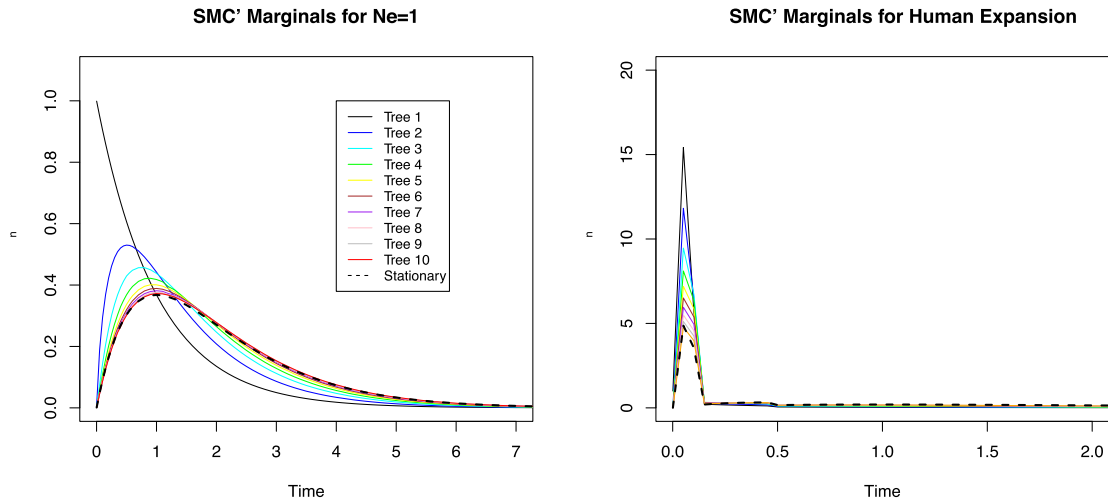 SMC' Marginals for Ne=1
1.0
0.8
0.6
0.4
0.2
0.0
n
0 1 2 3 4 5 6 7
Time
Tree 1
Tree 2
Tree 3
Tree 4
Tree 5
Tree 6
Tree 7
Tree 8
Tree 9
Tree 10
Stationary
SMC' Marginals for Human Expansion
20
15
10
5
0
n
0.0 0.5 1.0 1.5 2.0
Time